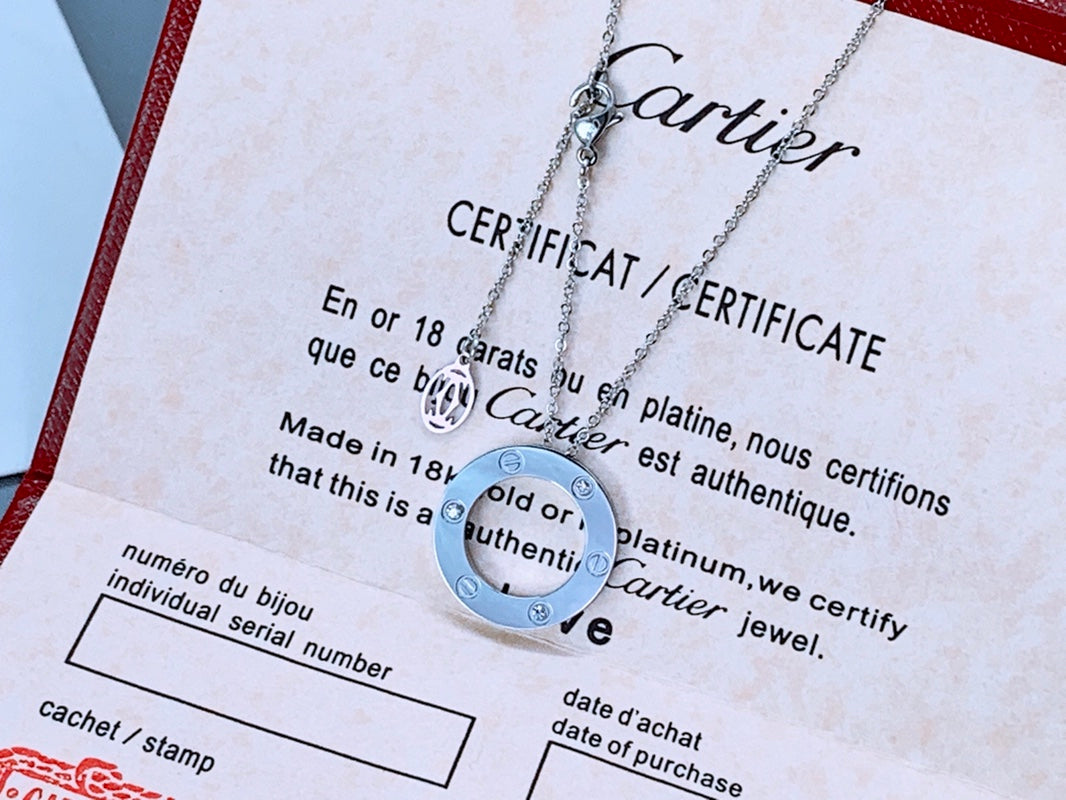 Cartier
CERTIFICAT / CERTIFICATE
En or 18 carats ou en platine, nous certifions
que ce bijou Cartier est authentique.
Made in 18k gold or in platinum,we certify
that this is a authentic Cartier jewel.
numéro du bijou
individual serial number
cachet / stamp
date d'achat
date of purchase